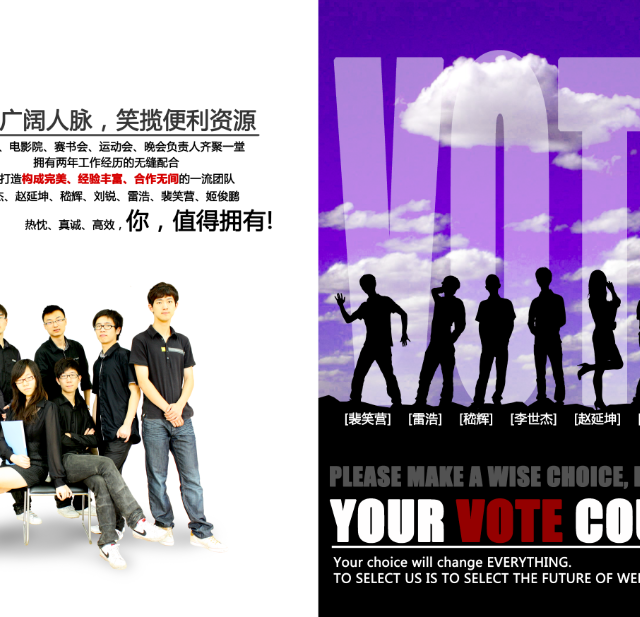 广阔人脉，笑揽便利资源
、电影院、赛书会、运动会、晚会负责人齐聚一堂
拥有两年工作经历的无缝配合
打造构成完美、经验丰富、合作无间的一流团队
杰、赵延坤、嵇辉、刘锐、雷浩、裴笑营、姬俊鹏
热忱、真诚、高效，你，值得拥有!
VOT
[裴笑营] [雷浩] [嵇辉] [李世杰] [赵延坤] [
PLEASE MAKE A WISE CHOICE,
YOUR VOTE COU
Your choice will change EVERYTHING.
TO SELECT US IS TO SELECT THE FUTURE OF WE